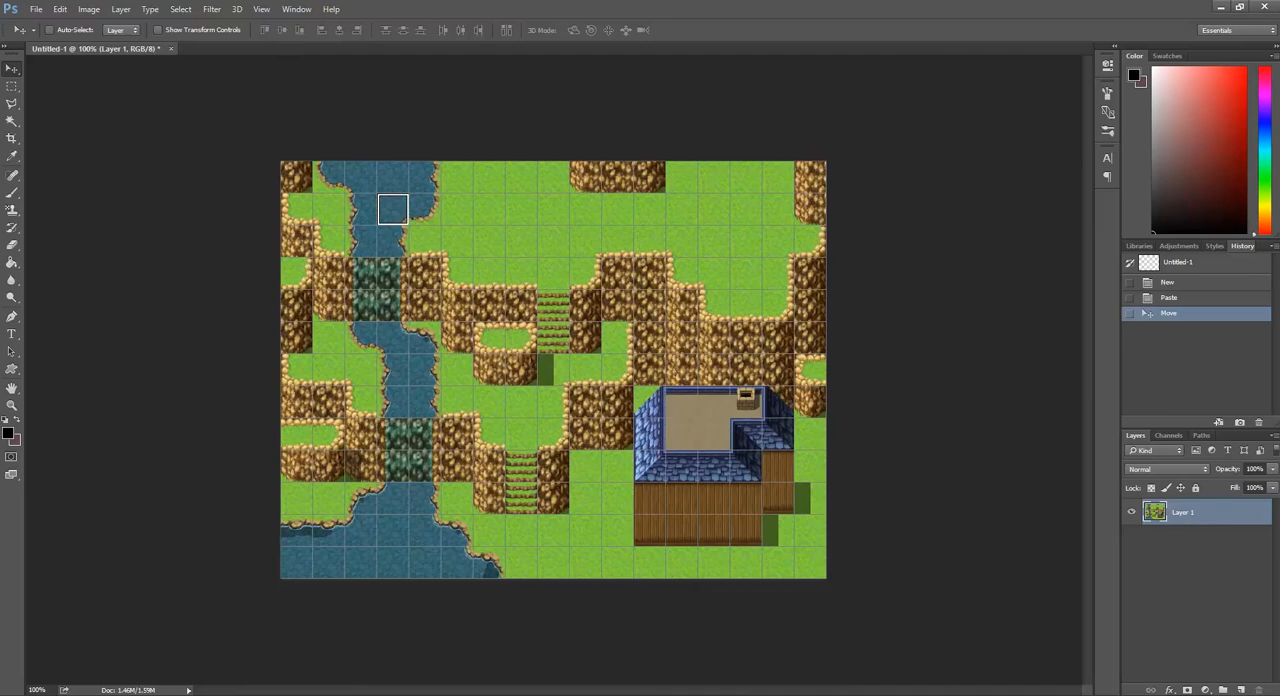 Ps File Edit Image Layer Type Select Filter 3D View Window Help
Auto-Select: Layer Show Transform Controls 3D Mode: Essentials
Untitled-1 @ 100% (Layer 1, RGB/8) *
Color Swatches
Libraries Adjustments Styles History
Untitled-1
New
Paste
Move
Layers Channels Paths
Kind
Normal Opacity: 100%
Lock: Fill: 100%
Layer 1
100% Doc: 1.46M/1.59M